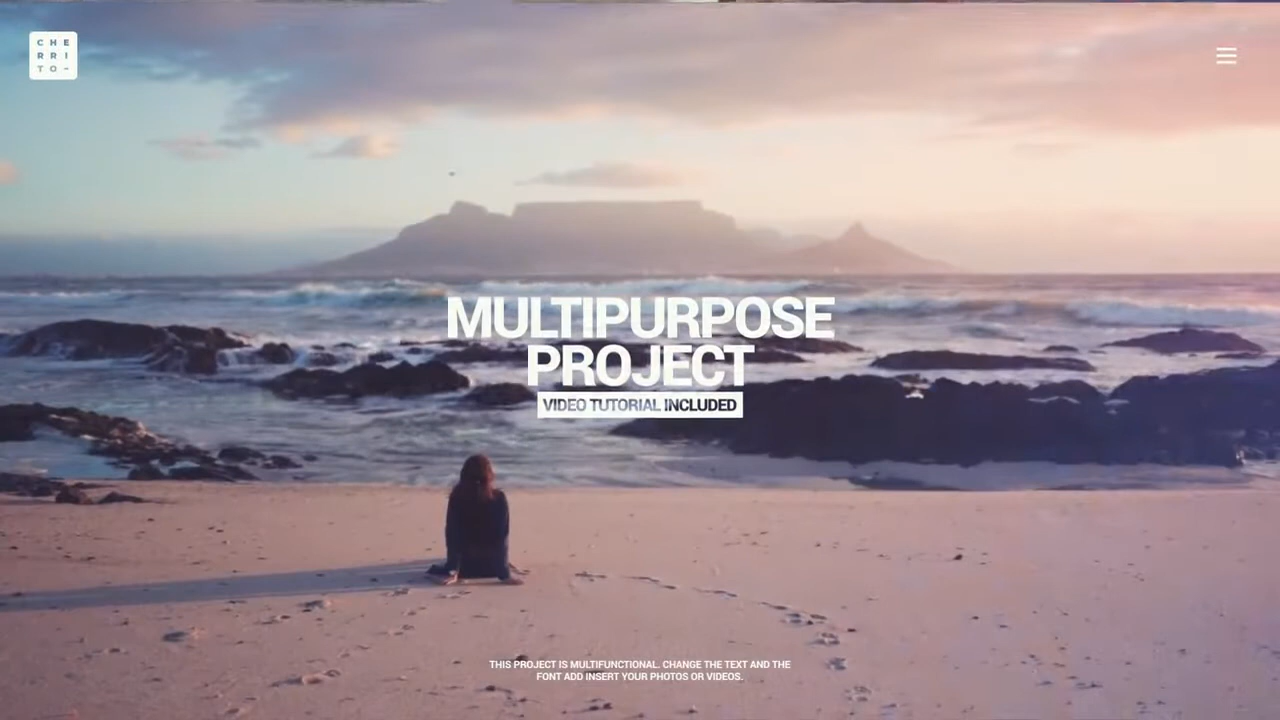 CHE
RRI
TO-
MULTIPURPOSE
PROJECT
VIDEO TUTORIAL INCLUDED
THIS PROJECT IS MULTIFUNCTIONAL. CHANGE THE TEXT AND THE
FONT ADD INSERT YOUR PHOTOS OR VIDEOS.